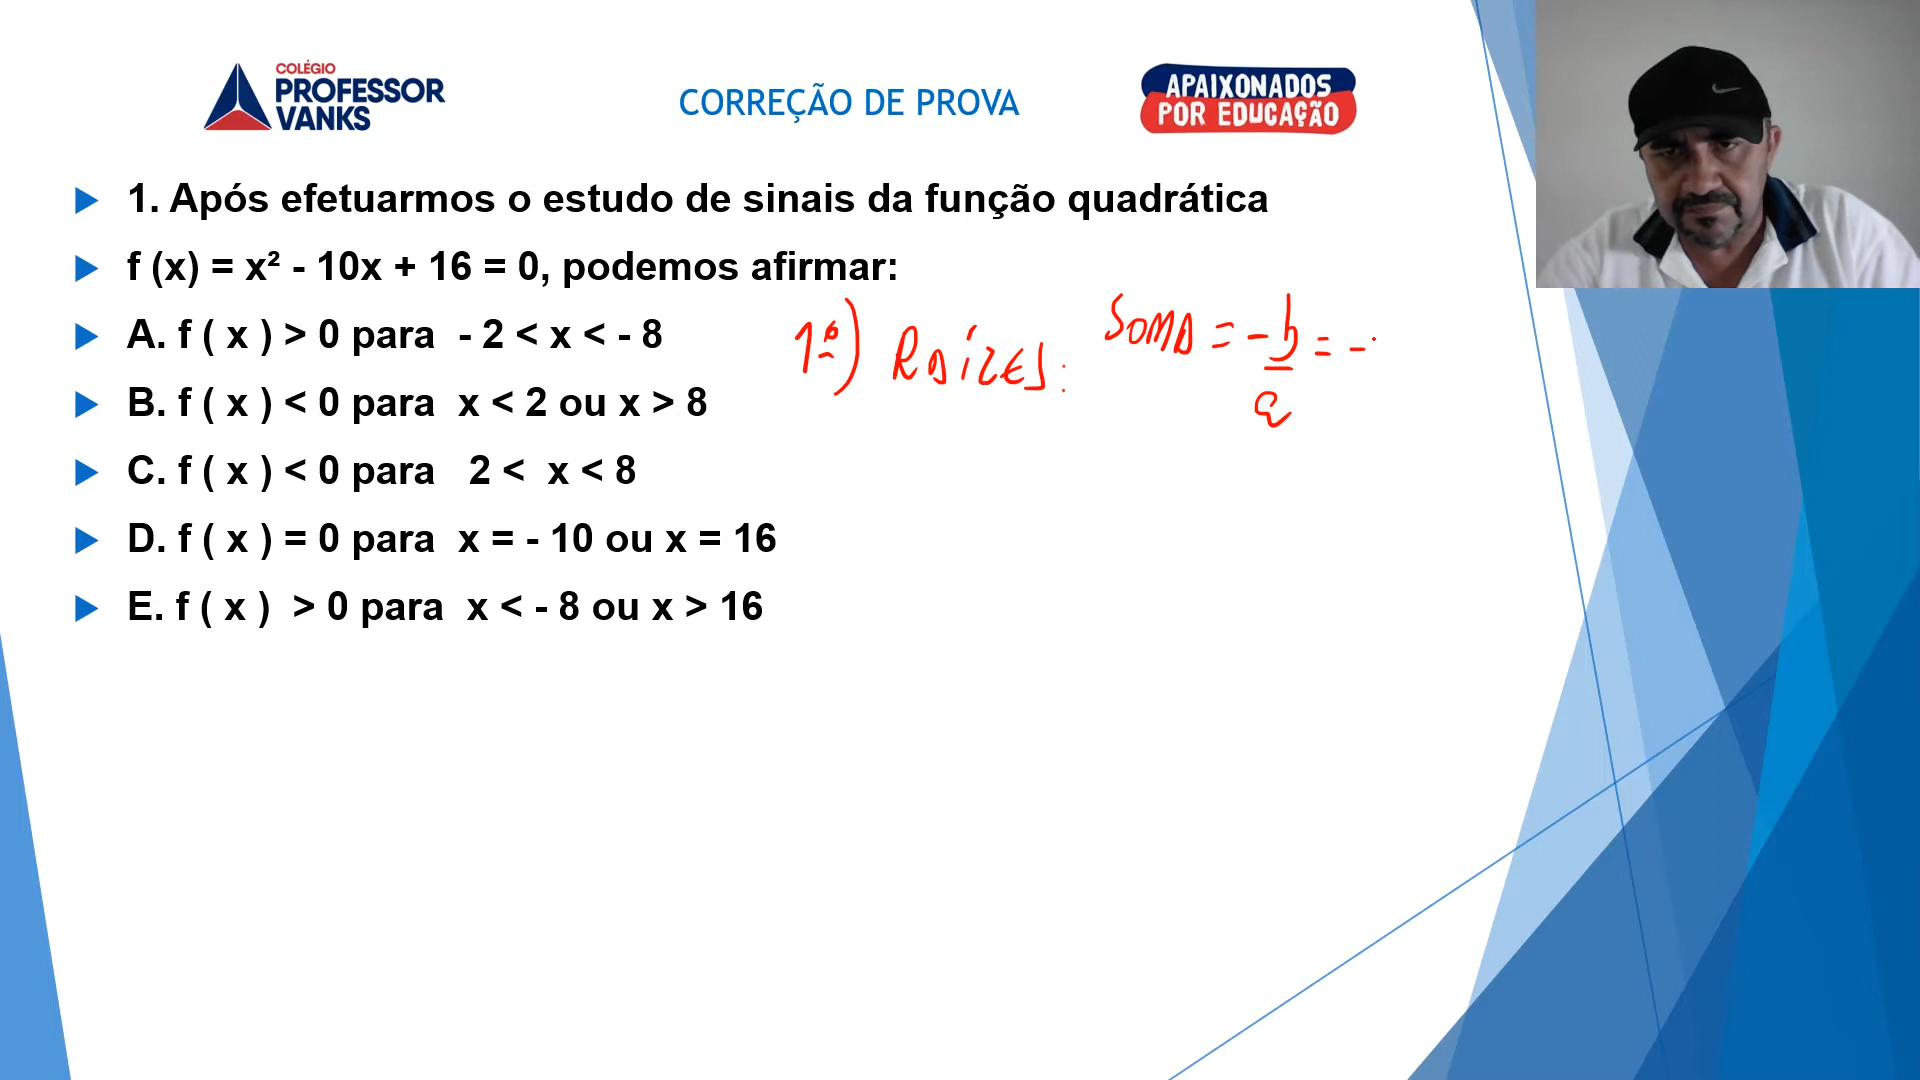 COLÉGIO
PROFESSOR
VANKS
CORREÇÃO DE PROVA
APAIXONADOS
POR EDUCAÇÃO
1. Após efetuarmos o estudo de sinais da função quadrática
f (x) = x² - 10x + 16 = 0, podemos afirmar:
A. f ( x ) > 0 para - 2 < x < - 8
B. f ( x ) < 0 para x < 2 ou x > 8
C. f ( x ) < 0 para 2 < x < 8
D. f ( x ) = 0 para x = - 10 ou x = 16
E. f ( x ) > 0 para x < - 8 ou x > 16
1º) RAÍZES:
SOMA = -b = -
a